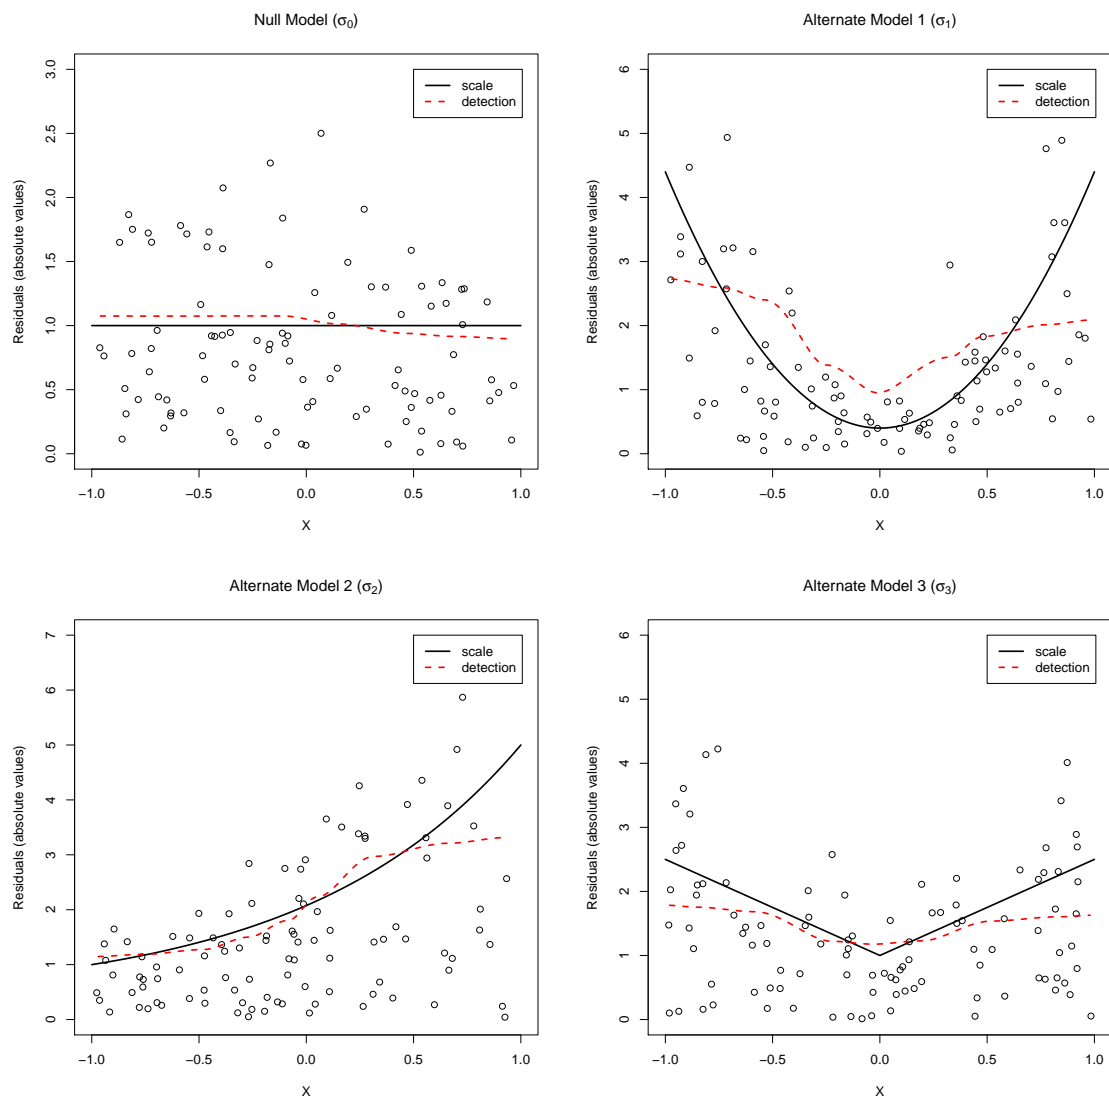 Null Model (σ0)
Residuals (absolute values)
3.0
2.5
2.0
1.5
1.0
0.5
0.0
scale
detection
−1.0 −0.5 0.0 0.5 1.0
X
Alternate Model 1 (σ1)
Residuals (absolute values)
6
5
4
3
2
1
0
scale
detection
−1.0 −0.5 0.0 0.5 1.0
X
Alternate Model 2 (σ2)
Residuals (absolute values)
7
6
5
4
3
2
1
0
scale
detection
−1.0 −0.5 0.0 0.5 1.0
X
Alternate Model 3 (σ3)
Residuals (absolute values)
6
5
4
3
2
1
0
scale
detection
−1.0 −0.5 0.0 0.5 1.0
X